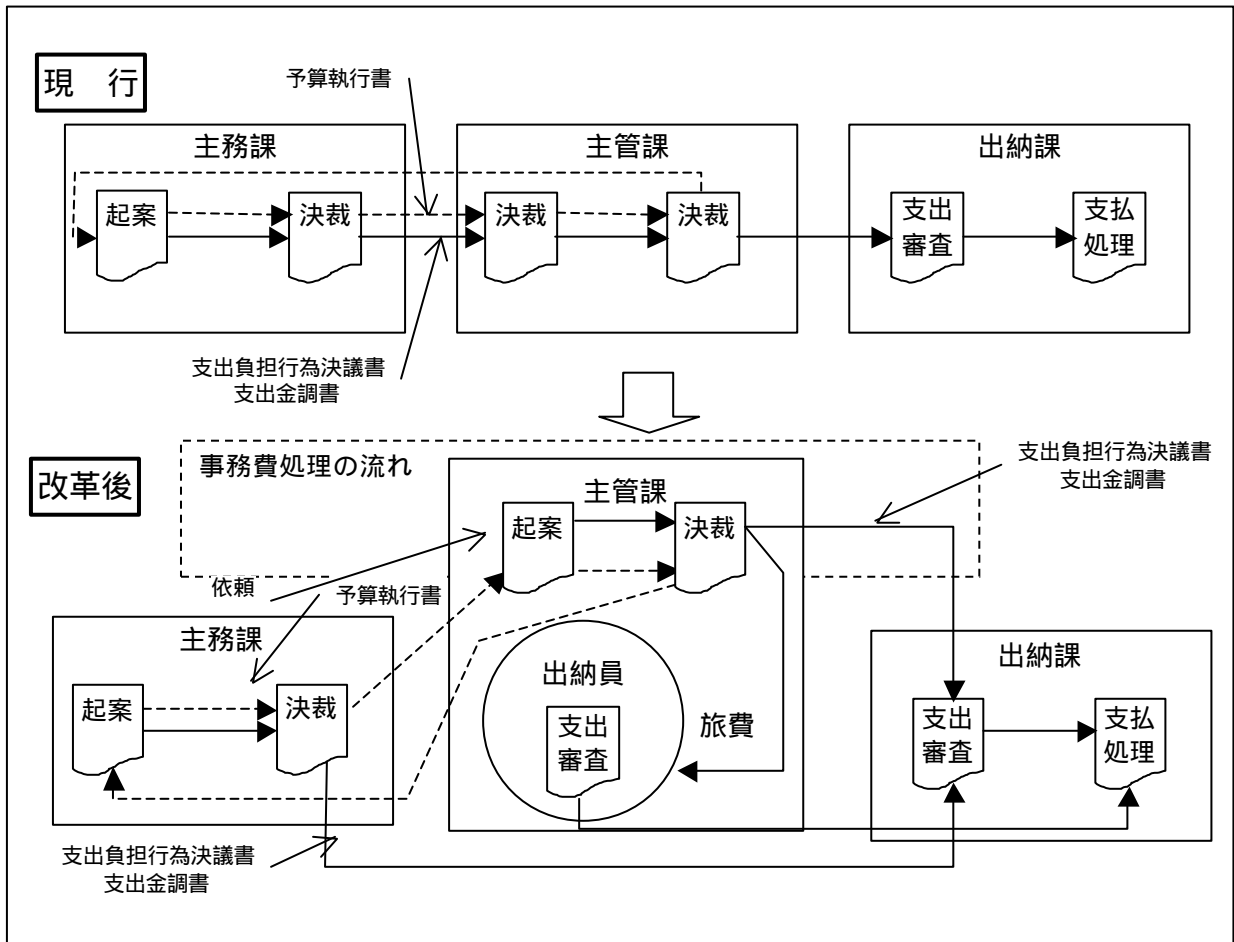 現 行
予算執行書
主務課
主管課
出納課
起案
決裁
決裁
決裁
支出
審査
支払
処理
支出負担行為決議書
支出金調書
改革後
事務費処理の流れ
支出負担行為決議書
支出金調書
主管課
起案
決裁
依頼
予算執行書
主務課
起案
決裁
出納員
支出
審査
旅費
出納課
支出
審査
支払
処理
支出負担行為決議書
支出金調書